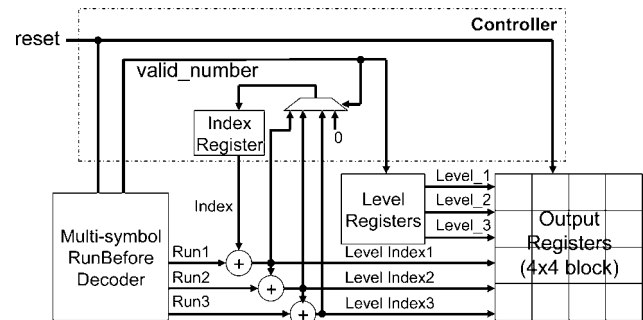 Controller
reset
valid_number
Index
Register
0
Index
Level
Registers
Level_1
Level_2
Level_3
Output
Registers
(4x4 block)
Multi-symbol
RunBefore
Decoder
Run1
+
Level Index1
Run2
+
Level Index2
Run3
+
Level Index3